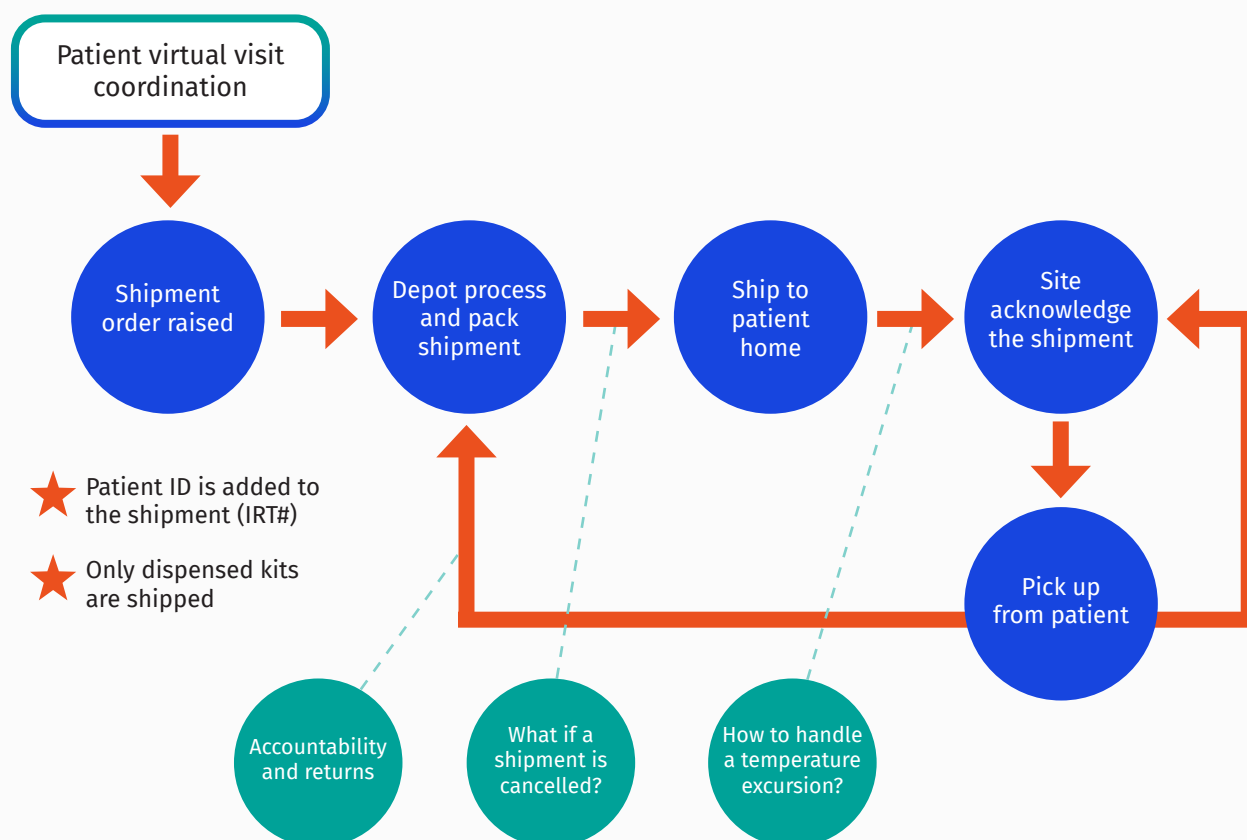 Patient virtual visit
coordination
Shipment
order raised
Depot process
and pack
shipment
Ship to
patient
home
Site
acknowledge
the shipment
Patient ID is added to
the shipment (IRT#)
Only dispensed kits
are shipped
Pick up
from patient
Accountability
and returns
What if a
shipment is
cancelled?
How to handle
a temperature
excursion?